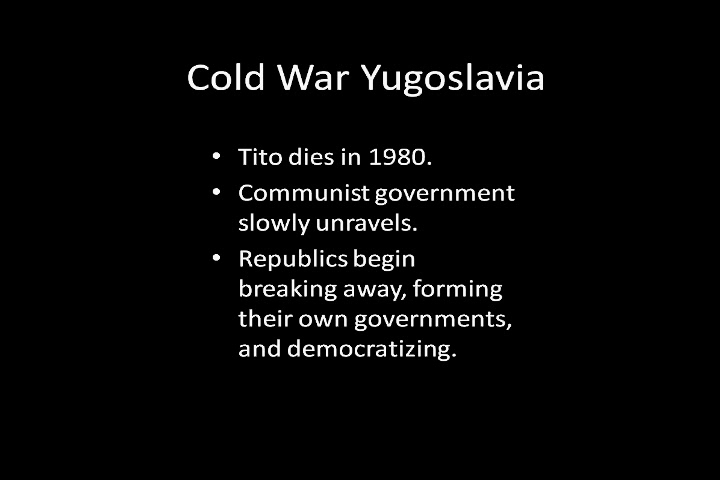 Cold War Yugoslavia
• Tito dies in 1980.
• Communist government
slowly unravels.
• Republics begin
breaking away, forming
their own governments,
and democratizing.